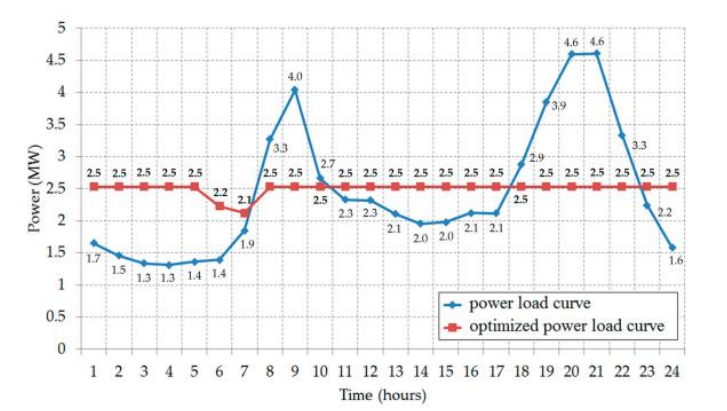 5
4.5
4
3.5
3
2.5
2
1.5
1
0.5
0
Power (MW)
4.6 4.6
4.0
3.9
3.3
3.3
2.9
2.7
2.5 2.5 2.5 2.5 2.5 2.2 2.1 2.5 2.5 2.5 2.5 2.5 2.5 2.5 2.5 2.5 2.5 2.5 2.5 2.5 2.5 2.5 2.5 2.5
1.7 1.5 1.3 1.3 1.4 1.4 1.9
2.3 2.3 2.1 2.0 2.0 2.1 2.1
2.2 1.6
power load curve
optimized power load curve
1 2 3 4 5 6 7 8 9 10 11 12 13 14 15 16 17 18 19 20 21 22 23 24
Time (hours)